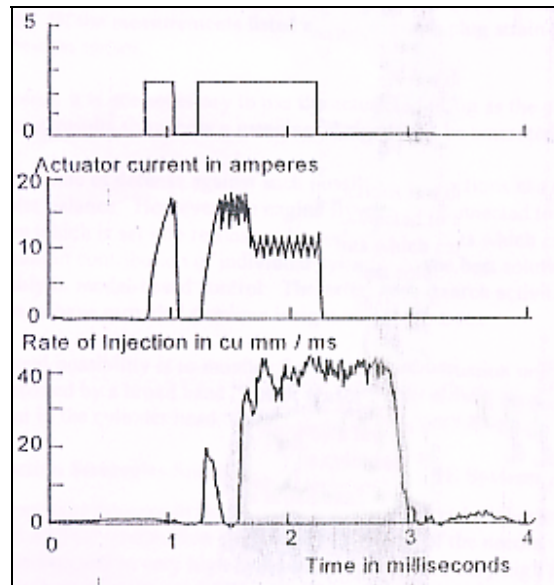 5
0
Actuator current in amperes
20
10
0
Rate of Injection in cu mm / ms
40
20
0
0 1 2 3 4
Time in milliseconds